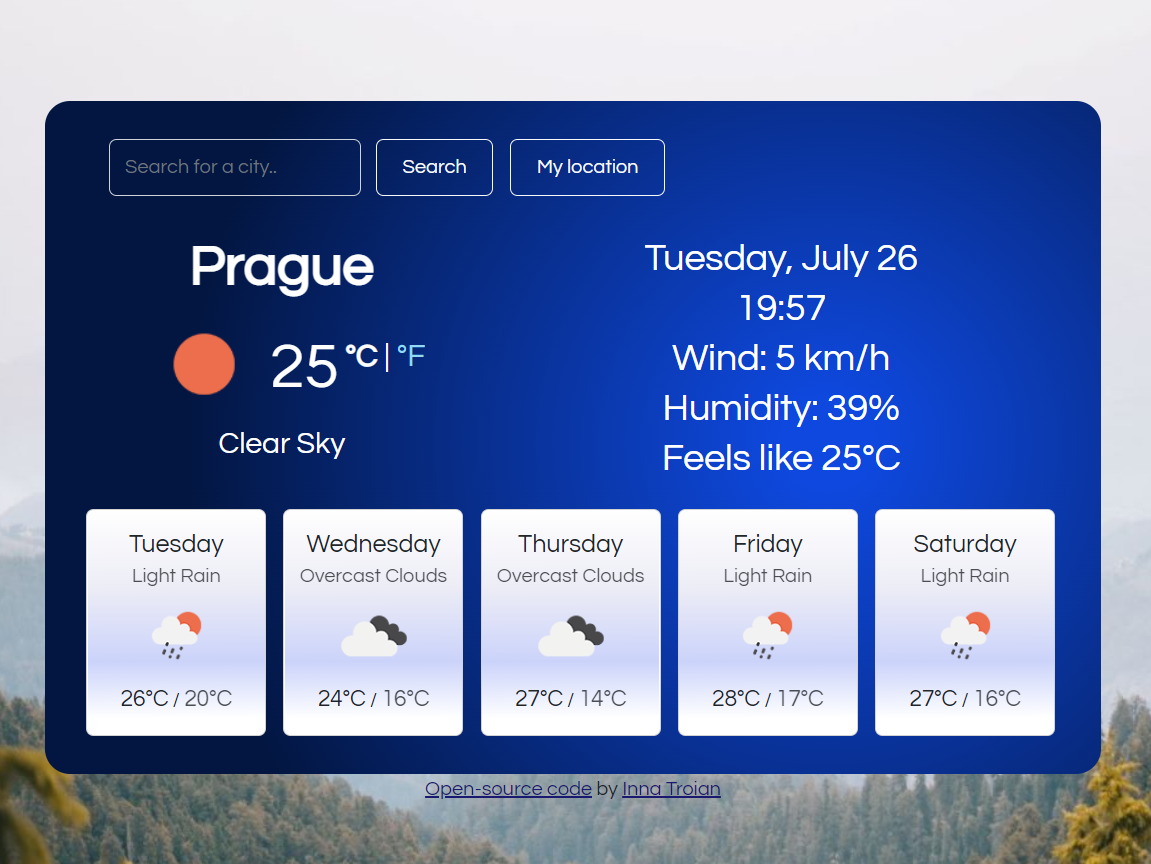 Search for a city..
Search
My location
Prague
25 °C | °F
Clear Sky
Tuesday, July 26
19:57
Wind: 5 km/h
Humidity: 39%
Feels like 25°C
Tuesday
Light Rain
26°C / 20°C
Wednesday
Overcast Clouds
24°C / 16°C
Thursday
Overcast Clouds
27°C / 14°C
Friday
Light Rain
28°C / 17°C
Saturday
Light Rain
27°C / 16°C
Open-source code by Inna Troian